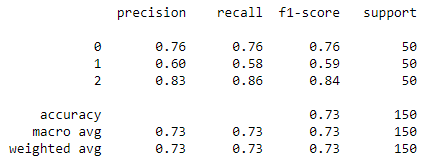 precision recall f1-score support
0 0.76 0.76 0.76 50
1 0.60 0.58 0.59 50
2 0.83 0.86 0.84 50
accuracy 0.73 150
macro avg 0.73 0.73 0.73 150
weighted avg 0.73 0.73 0.73 150